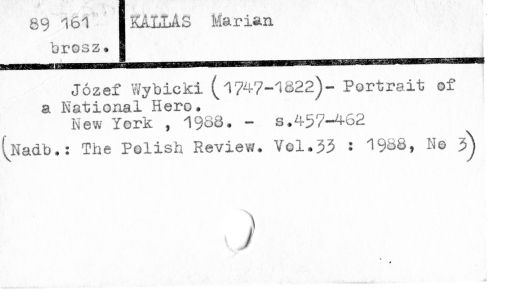 89 161
KALLAS Marian
brosz.
Józef Wybicki (1747-1822)- Portrait of
a National Hero.
New York , 1988. - s.457-462
(Nadb.: The Polish Review. Vol.33 : 1988, No 3)